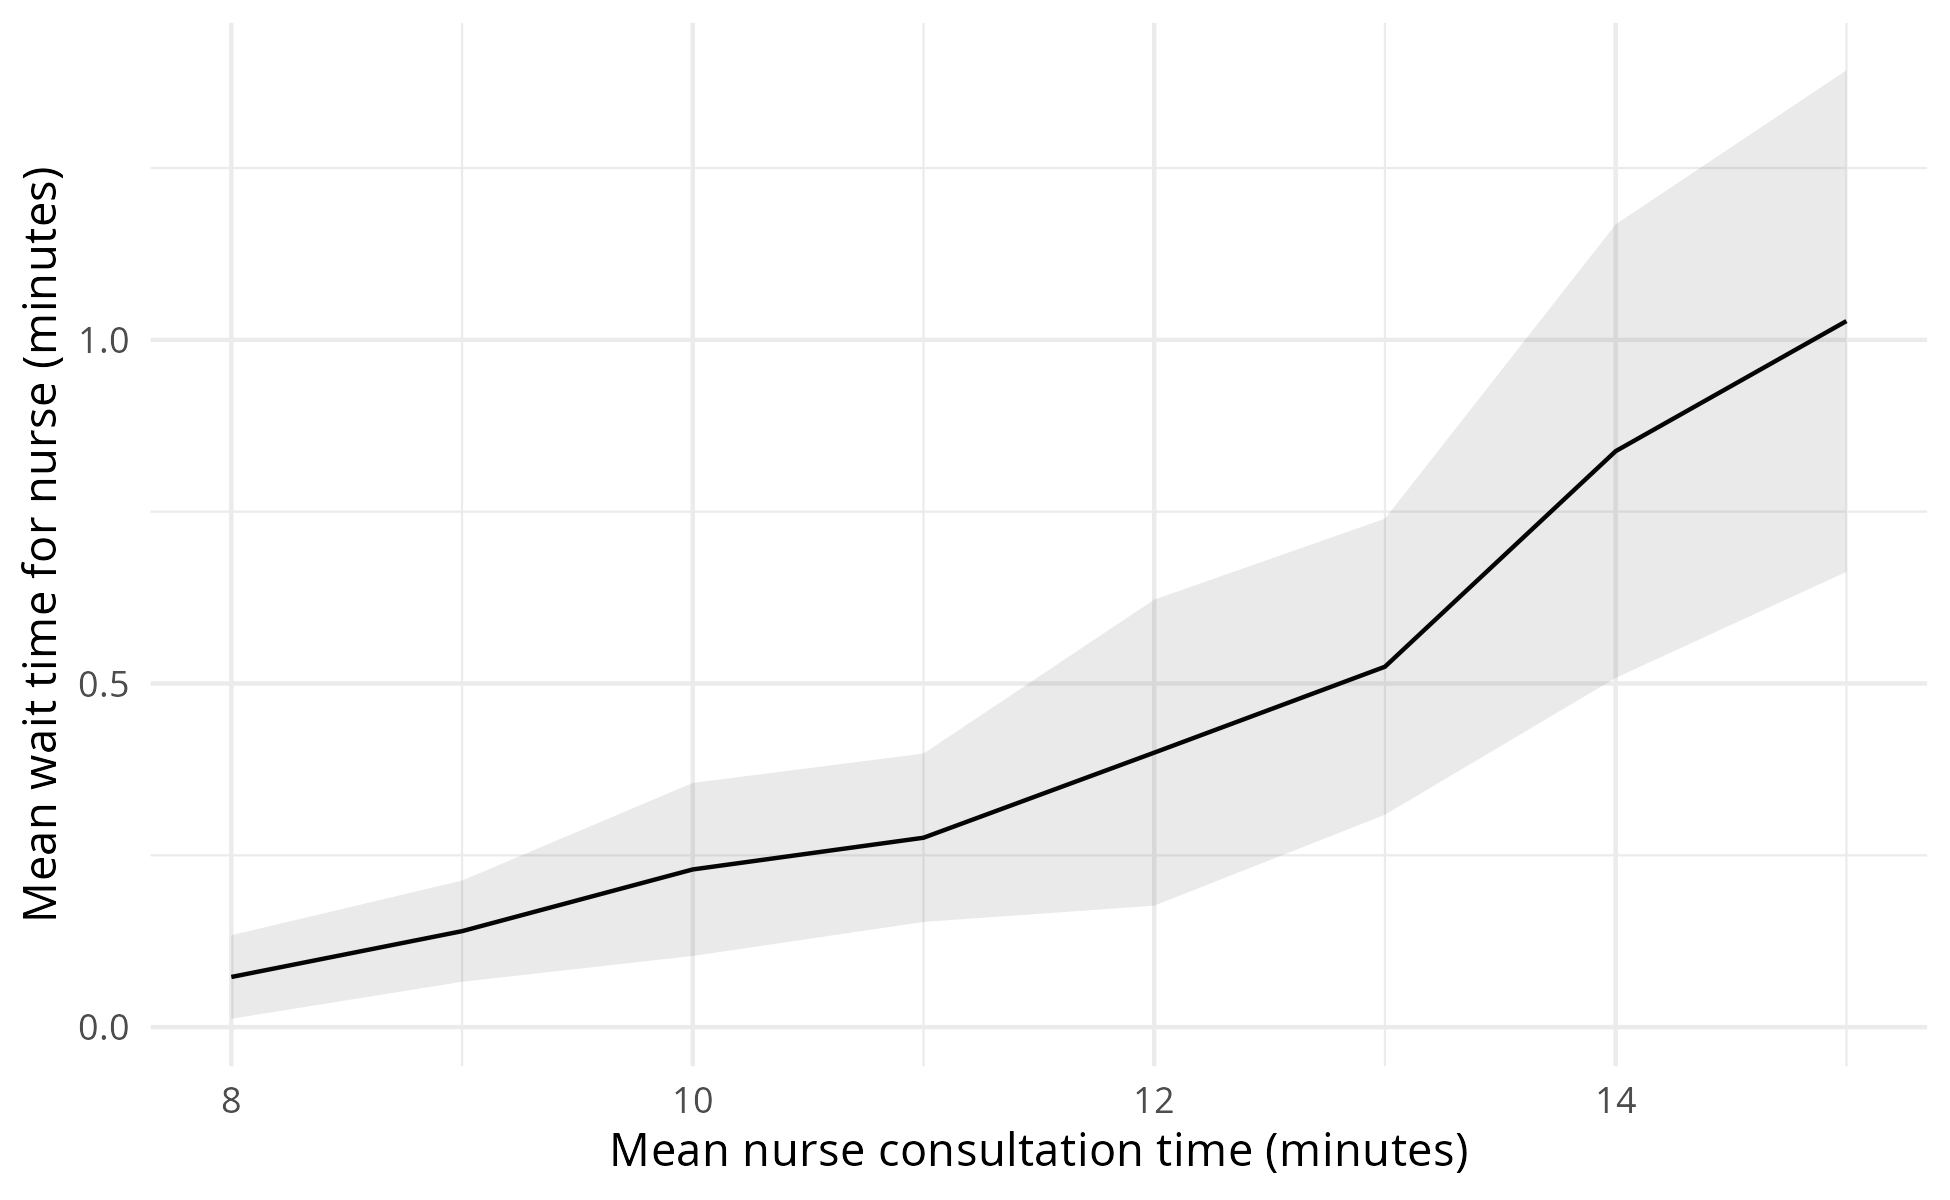 Mean wait time for nurse (minutes)
1.0
0.5
0.0
8 10 12 14
Mean nurse consultation time (minutes)